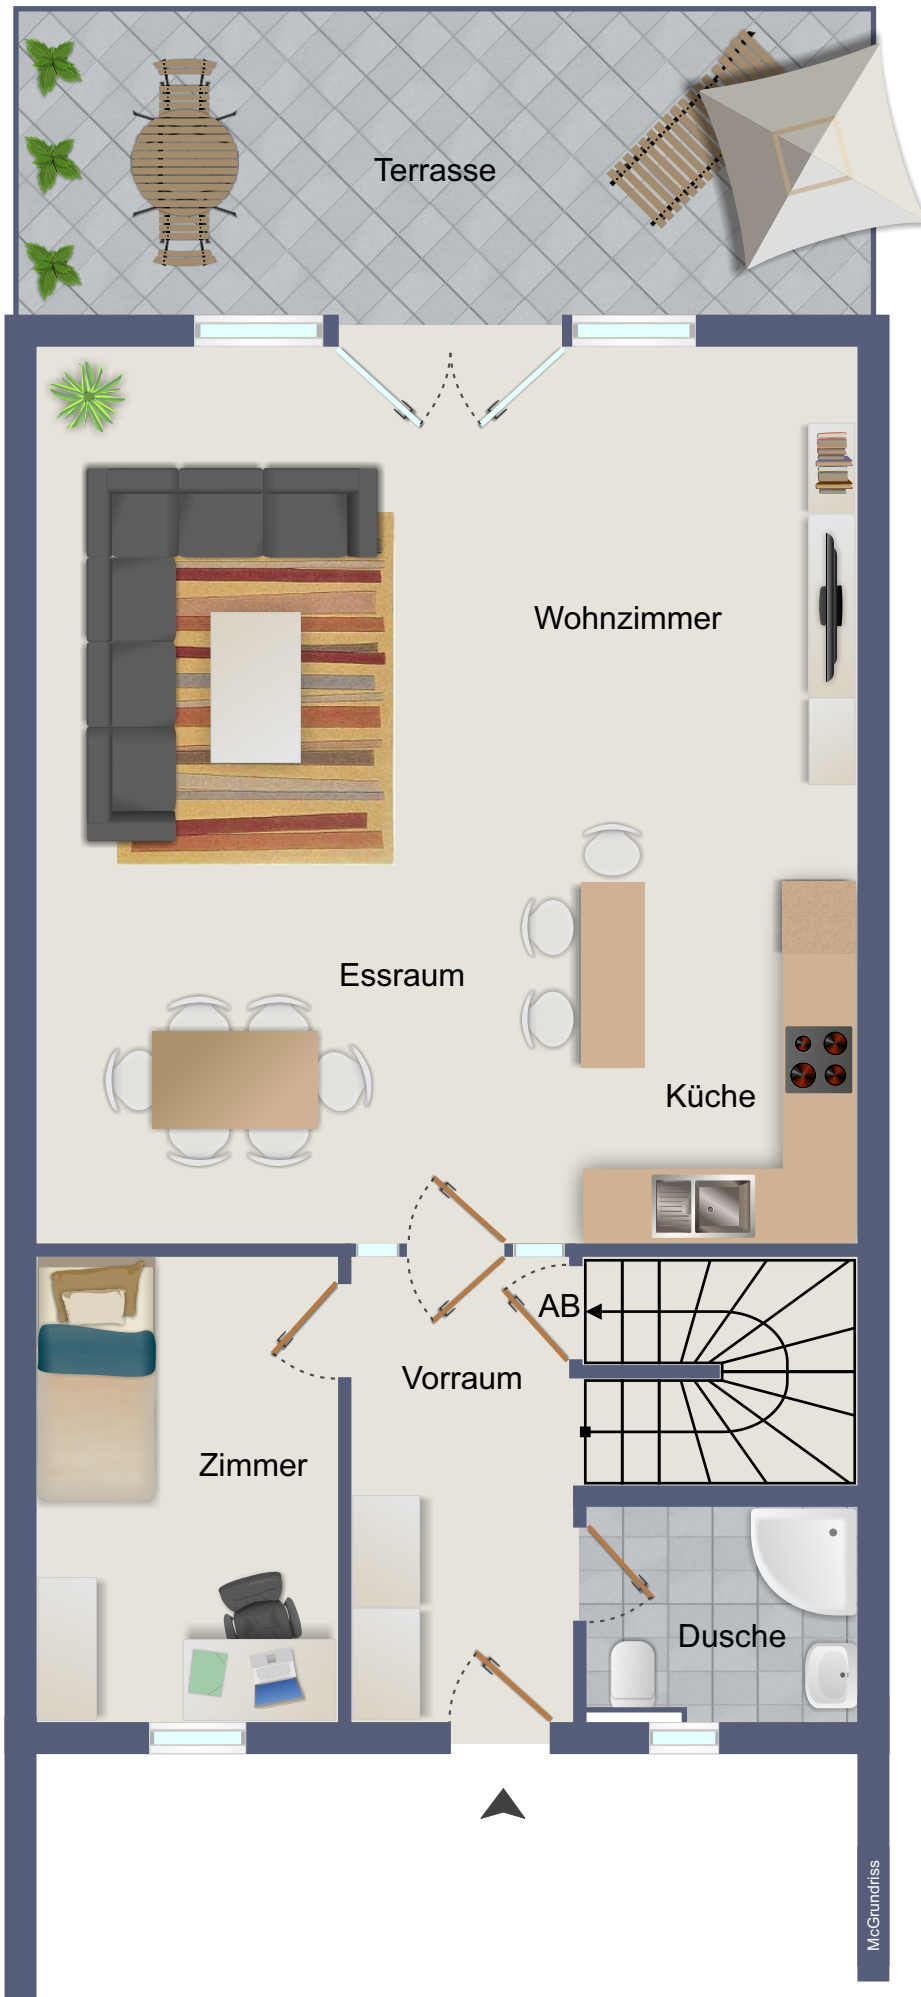 Terrasse
Wohnzimmer
Essraum
Küche
AB
Vorraum
Zimmer
Dusche
McGrundriss